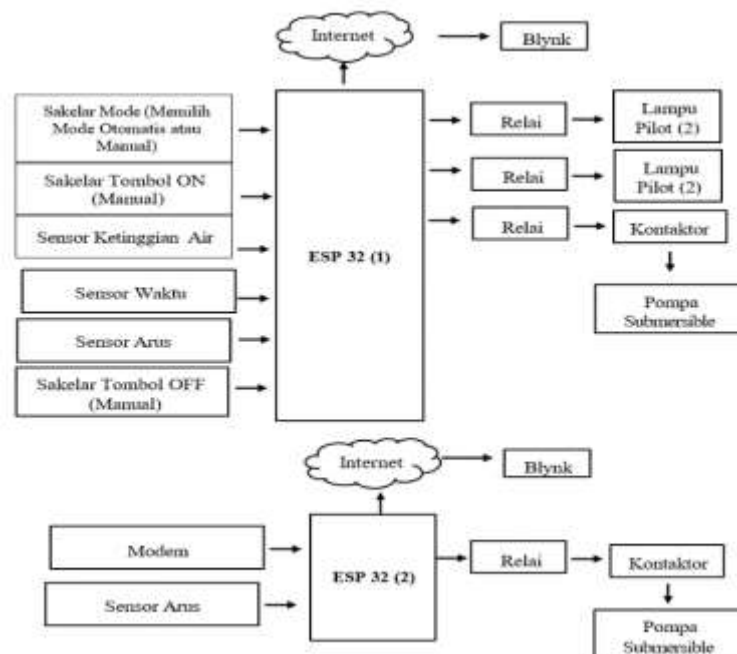 Internet
Blynk
Sakelar Mode (Memilih
Mode Otomatis atau
Manual)
Sakelar Tombol ON
(Manual)
Sensor Ketinggian Air
Sensor Waktu
Sensor Arus
Sakelar Tombol OFF
(Manual)
ESP 32 (1)
Relai
Lampu
Pilot (2)
Relai
Lampu
Pilot (2)
Relai
Kontaktor
Pompa
Submersible
Internet
Blynk
Modem
Sensor Arus
ESP 32 (2)
Relai
Kontaktor
Pompa
Submersible